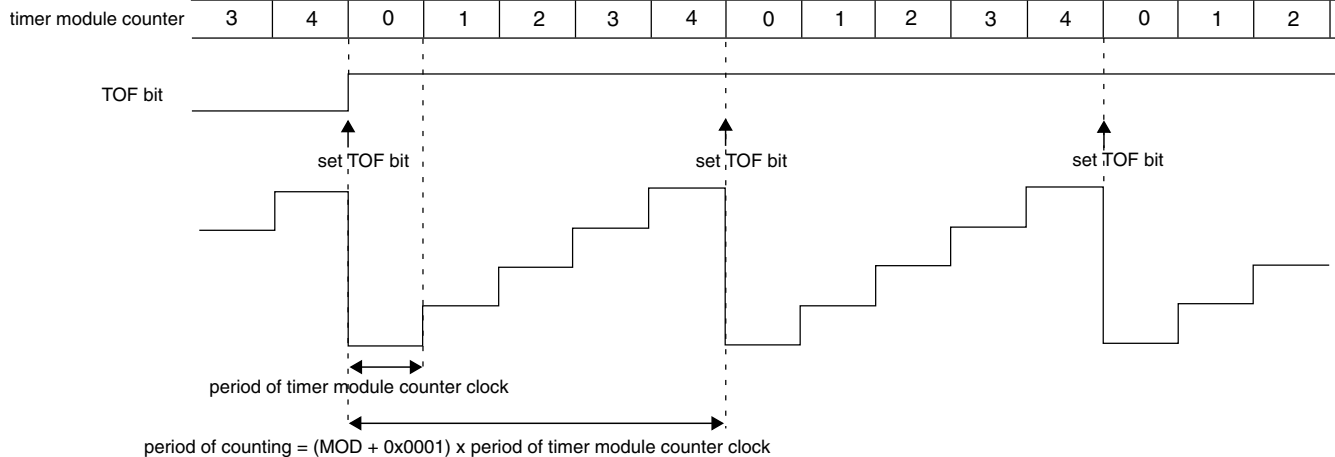 timer module counter 3 4 0 1 2 3 4 0 1 2 3 4 0 1 2
TOF bit
set TOF bit set TOF bit set TOF bit
period of timer module counter clock
period of counting = (MOD + 0x0001) x period of timer module counter clock